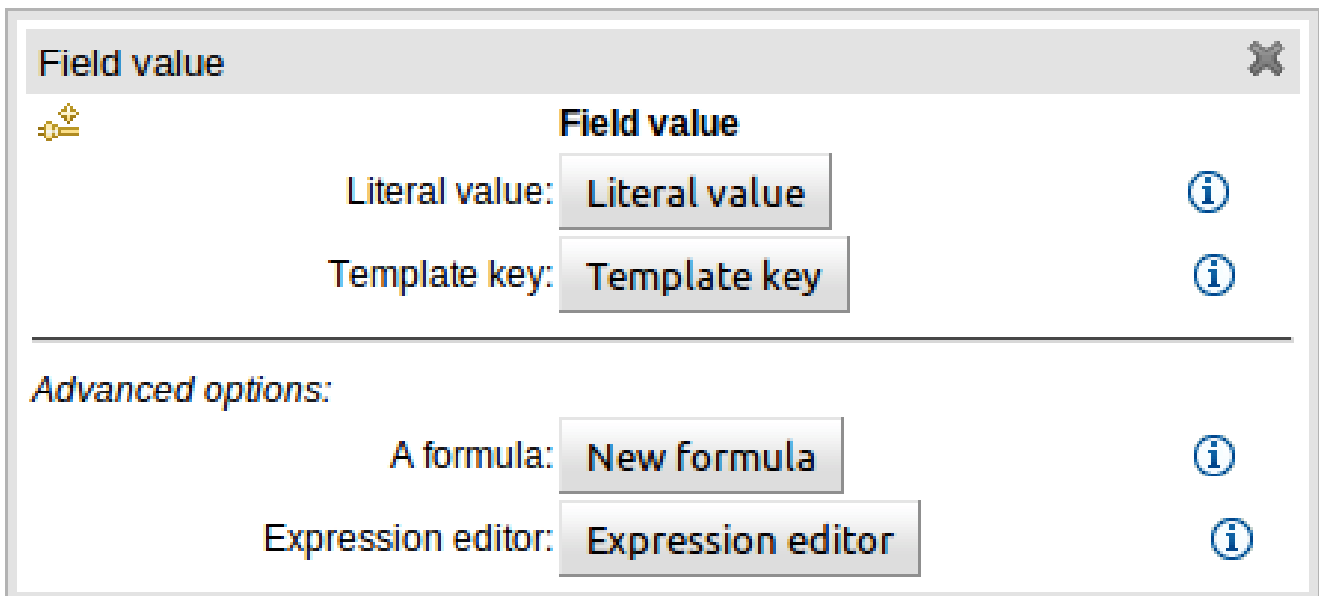 Field value
Field value
Literal value: Literal value
Template key: Template key
Advanced options:
A formula: New formula
Expression editor: Expression editor